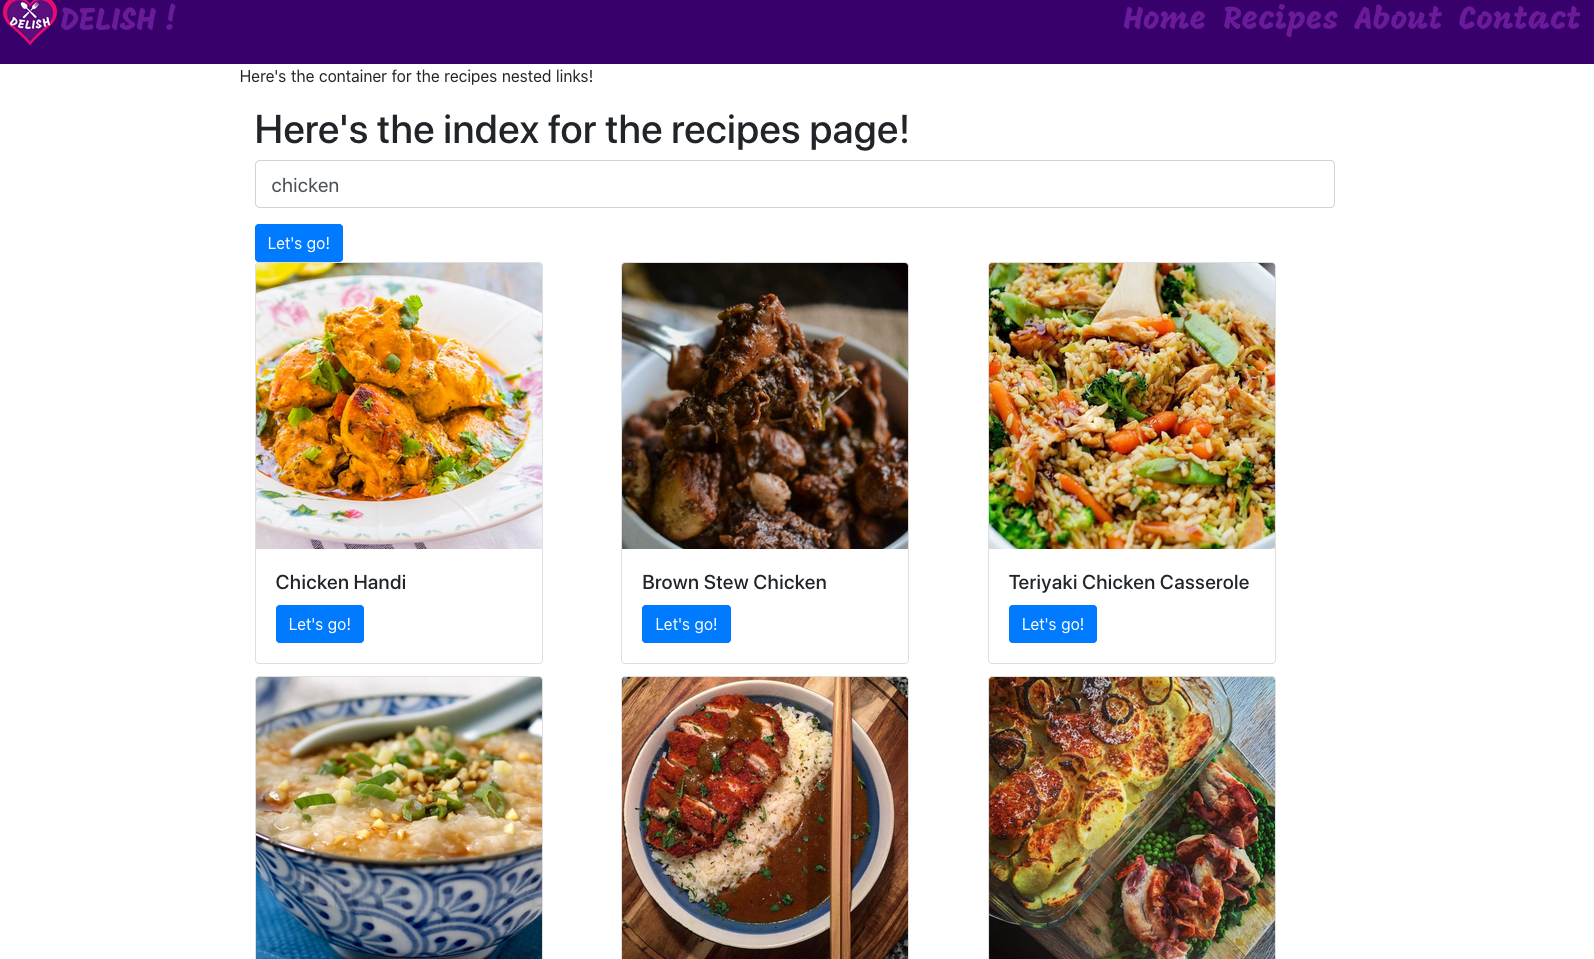 DELISH
DELISH !
Home Recipes About Contact
Here's the container for the recipes nested links!
Here's the index for the recipes page!
chicken
Let's go!
Chicken Handi
Let's go!
Brown Stew Chicken
Let's go!
Teriyaki Chicken Casserole
Let's go!